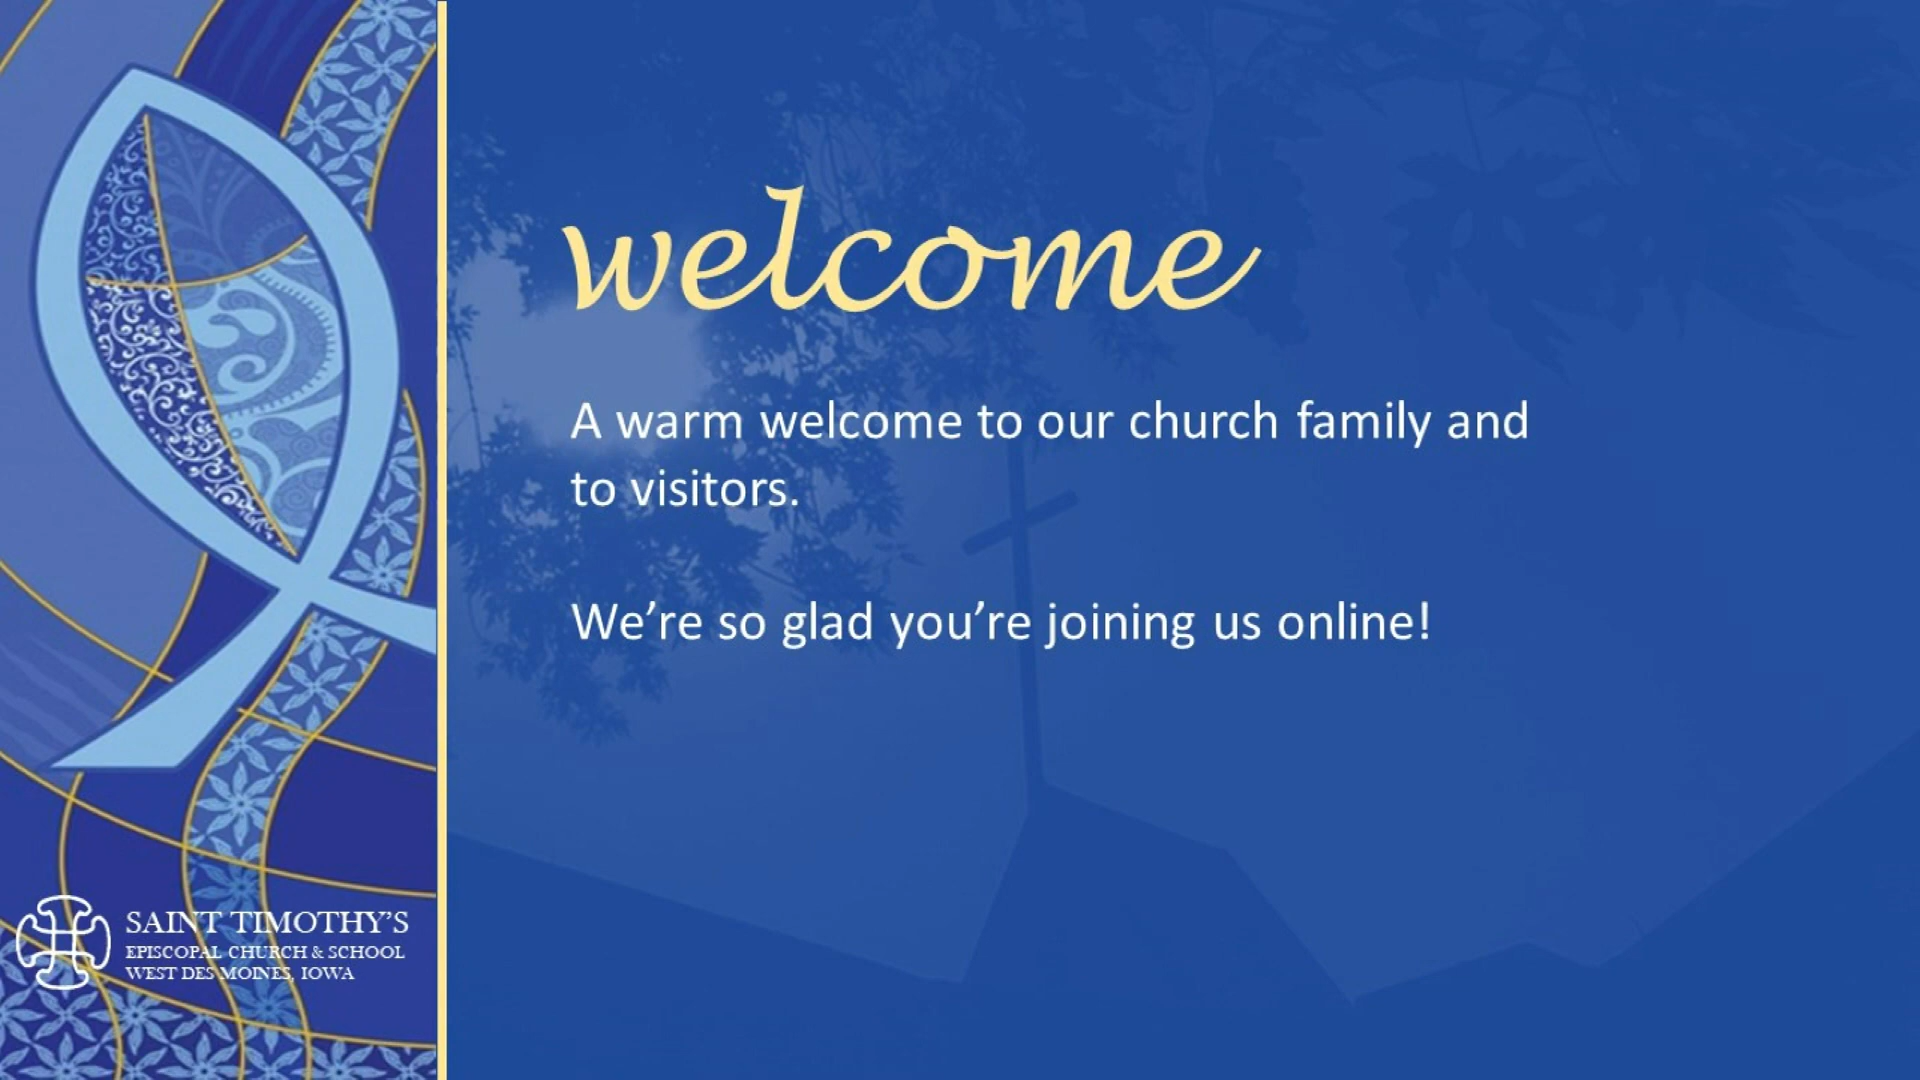 welcome
A warm welcome to our church family and
to visitors.
We’re so glad you’re joining us online!
SAINT TIMOTHY’S
EPISCOPAL CHURCH & SCHOOL
WEST DES MOINES, IOWA